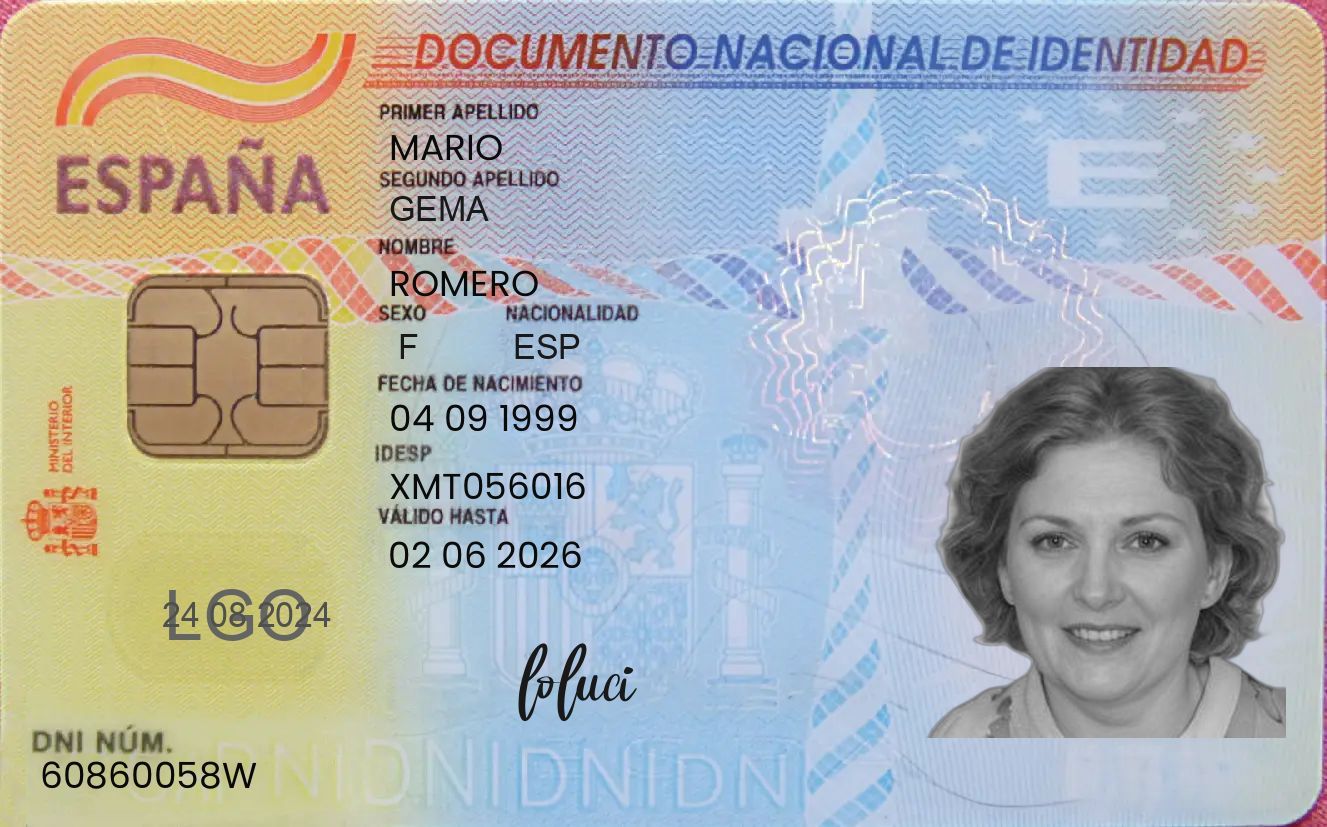 DOCUMENTO NACIONAL DE IDENTIDAD
ESPAÑA
E
PRIMER APELLIDO
MARIO
SEGUNDO APELLIDO
GEMA
NOMBRE
ROMERO
SEXO NACIONALIDAD
F ESP
FECHA DE NACIMIENTO
04 09 1999
IDESP
XMT056016
VÁLIDO HASTA
02 06 2026
MINISTERIO
DEL INTERIOR
24 08 2024
LGO
loluci
DNI NÚM.
60860058W
DNIDNIDNIDNI